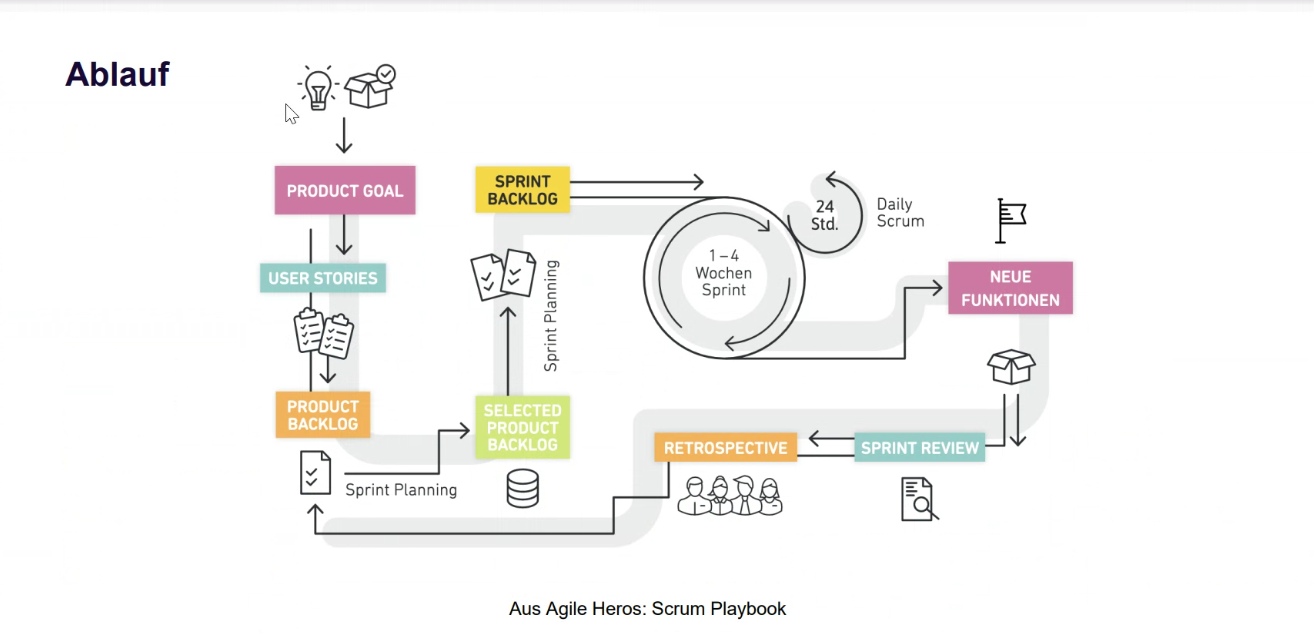 Ablauf
PRODUCT GOAL
USER STORIES
PRODUCT
BACKLOG
Sprint Planning
SELECTED
PRODUCT
BACKLOG
Sprint Planning
SPRINT
BACKLOG
1–4
Wochen
Sprint
24
Std.
Daily
Scrum
NEUE
FUNKTIONEN
SPRINT REVIEW
RETROSPECTIVE
Aus Agile Heros: Scrum Playbook